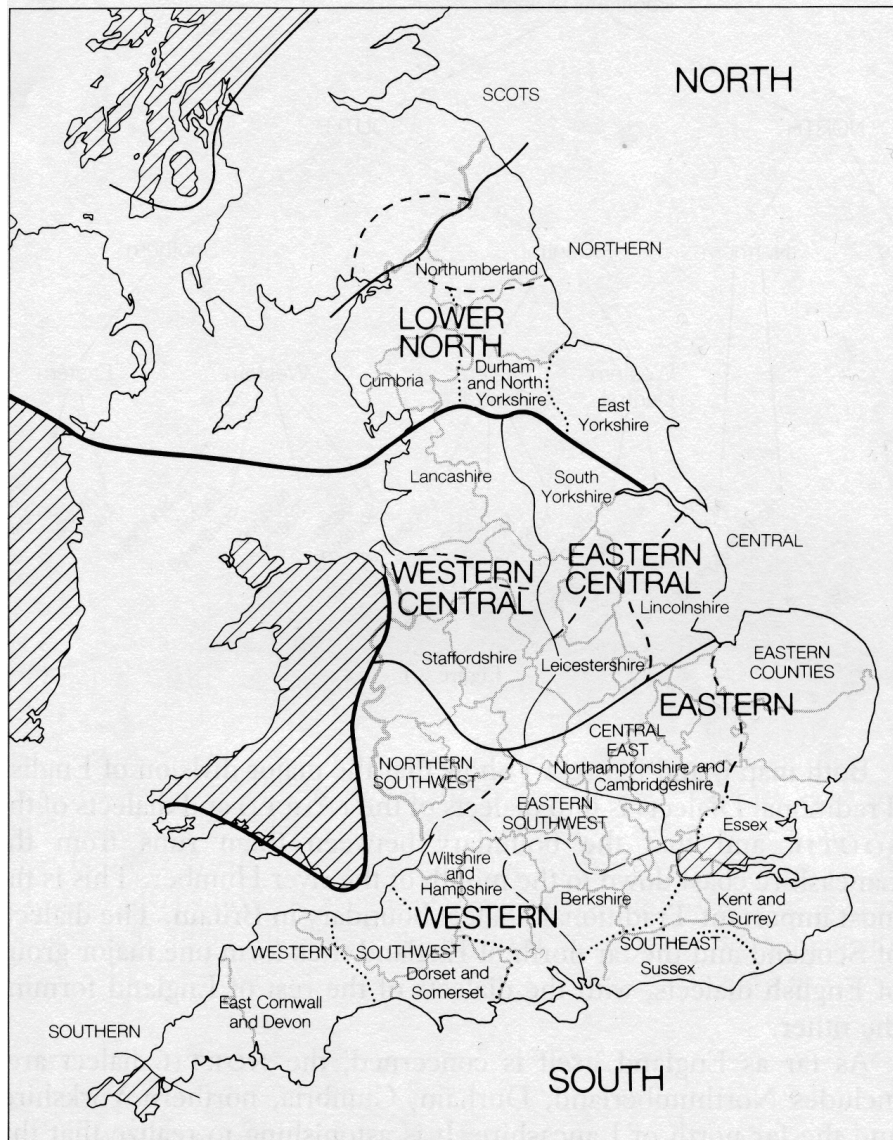 NORTH
SCOTS
NORTHERN
Northumberland
LOWER
NORTH
Cumbria
Durham
and North
Yorkshire
East
Yorkshire
Lancashire
South
Yorkshire
CENTRAL
WESTERN
CENTRAL
EASTERN
CENTRAL
Lincolnshire
Staffordshire
Leicestershire
EASTERN
COUNTIES
EASTERN
CENTRAL
EAST
Northamptonshire and
Cambridgeshire
NORTHERN
SOUTHWEST
EASTERN
SOUTHWEST
Essex
Wiltshire
and
Hampshire
Berkshire
Kent and
Surrey
WESTERN
SOUTHEAST
Sussex
WESTERN SOUTHWEST
Dorset and
Somerset
East Cornwall
and Devon
SOUTHERN
SOUTH